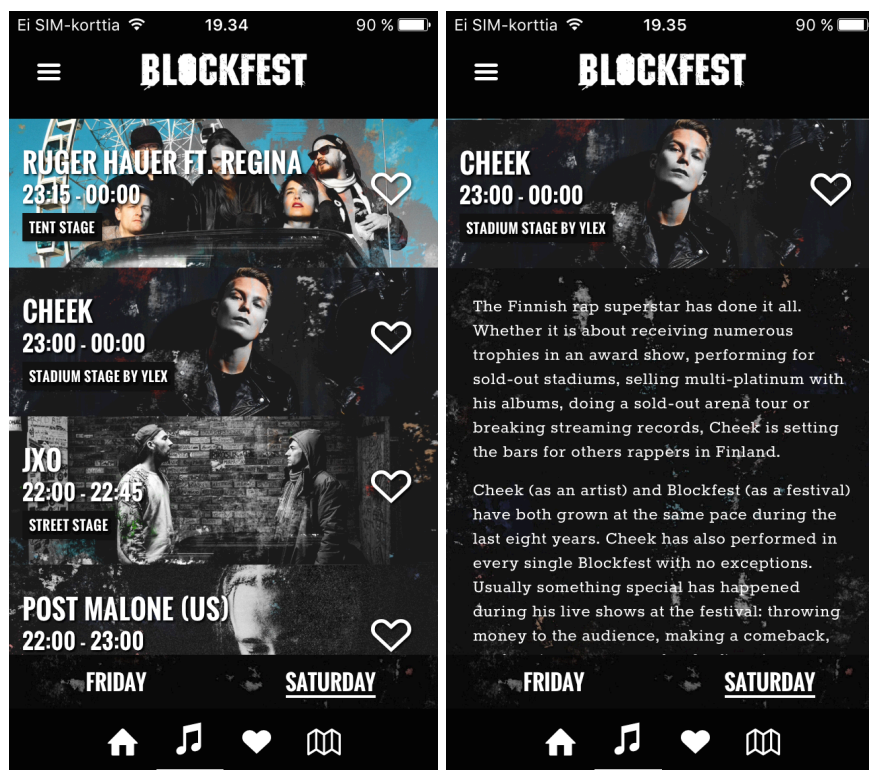 Ei SIM-korttia 19.34 90 %
BLOCKFEST
RUGER HAUER FT. REGINA
23:15 - 00:00
TENT STAGE
CHEEK
23:00 - 00:00
STADIUM STAGE BY YLEX
JXO
22:00 - 22:45
STREET STAGE
POST MALONE (US)
22:00 - 23:00
FRIDAY SATURDAY
Ei SIM-korttia 19.35 90 %
BLOCKFEST
CHEEK
23:00 - 00:00
STADIUM STAGE BY YLEX
The Finnish rap superstar has done it all.
Whether it is about receiving numerous
trophies in an award show, performing for
sold-out stadiums, selling multi-platinum with
his albums, doing a sold-out arena tour or
breaking streaming records, Cheek is setting
the bars for others rappers in Finland.
Cheek (as an artist) and Blockfest (as a festival)
have both grown at the same pace during the
last eight years. Cheek has also performed in
every single Blockfest with no exceptions.
Usually something special has happened
during his live shows at the festival: throwing
money to the audience, making a comeback,
FRIDAY SATURDAY